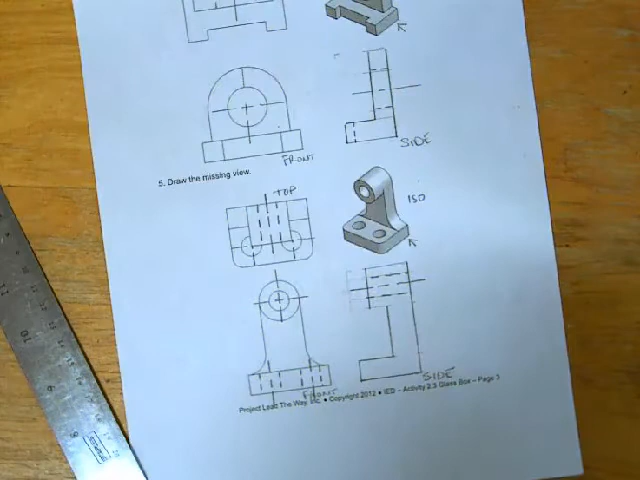 FRONT
SIDE
5. Draw the missing view.
TOP
ISO
SIDE
FRONT
Project Lead The Way, Inc. • Copyright 2012 • IED – Activity 2.3 Glass Box – Page 3